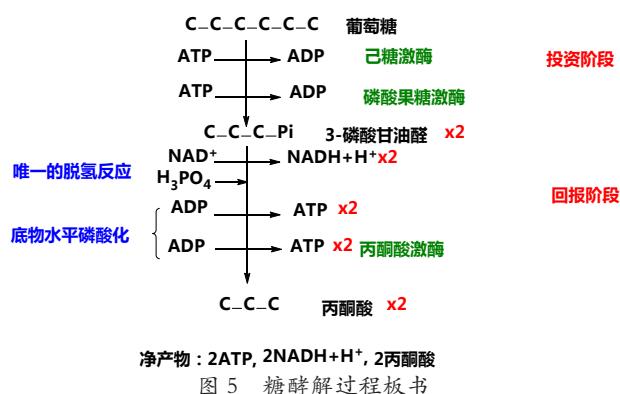 C–C–C–C–C–C 葡萄糖
ATP ADP 己糖激酶 投资阶段
ATP ADP 磷酸果糖激酶
C–C–C–Pi 3-磷酸甘油醛 x2
NAD⁺ NADH+H⁺x2
唯一的脱氢反应
H₃PO₄ 回报阶段
ADP ATP x2
底物水平磷酸化
ADP ATP x2 丙酮酸激酶
C–C–C 丙酮酸 x2
净产物：2ATP, 2NADH+H⁺, 2丙酮酸
图 5 糖酵解过程板书